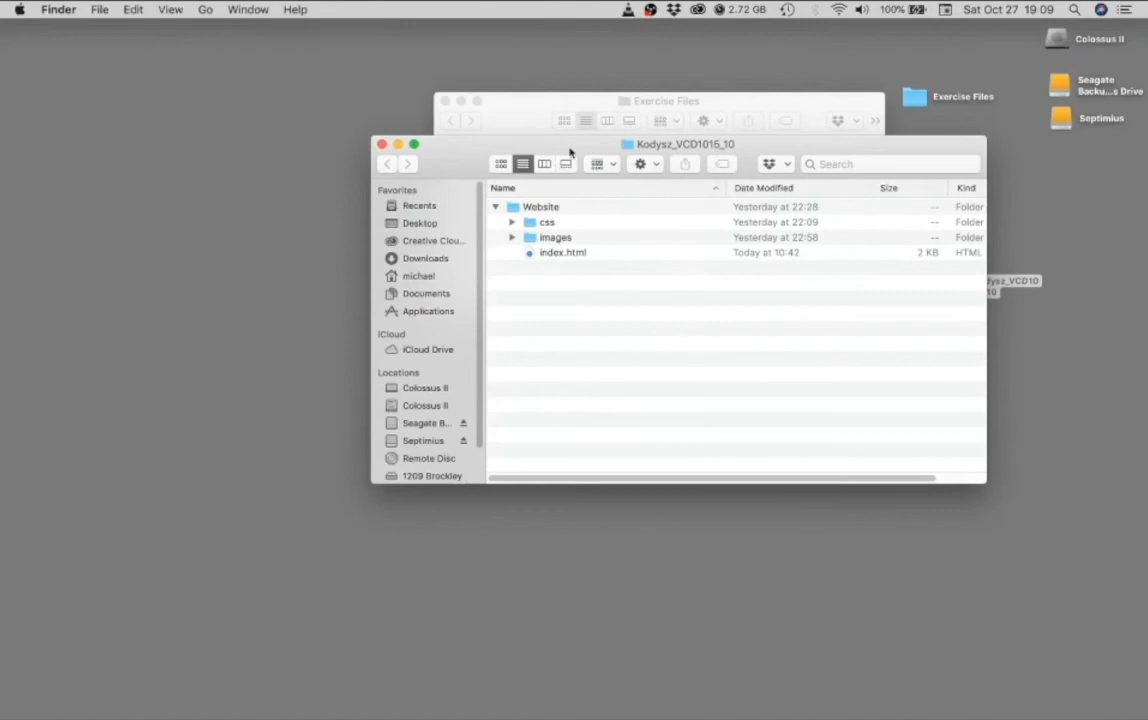 Finder File Edit View Go Window Help 2.72 GB 100% Sat Oct 27 19 09
Colossus II
Seagate
Backu...s Drive
Exercise Files
Septimius
Exercise Files
Kodysz_VCD1015_10
Search
Name Date Modified Size Kind
Website Yesterday at 22:28 -- Folder
css Yesterday at 22:09 -- Folder
images Yesterday at 22:58 -- Folder
index.html Today at 10:42 2 KB HTML
Favorites
Recents
Desktop
Creative Clou...
Downloads
michael
Documents
Applications
iCloud
iCloud Drive
Locations
Colossus II
Colossus II
Seagate B...
Septimius
Remote Disc
1209 Brockley
dysz_VCD10
10